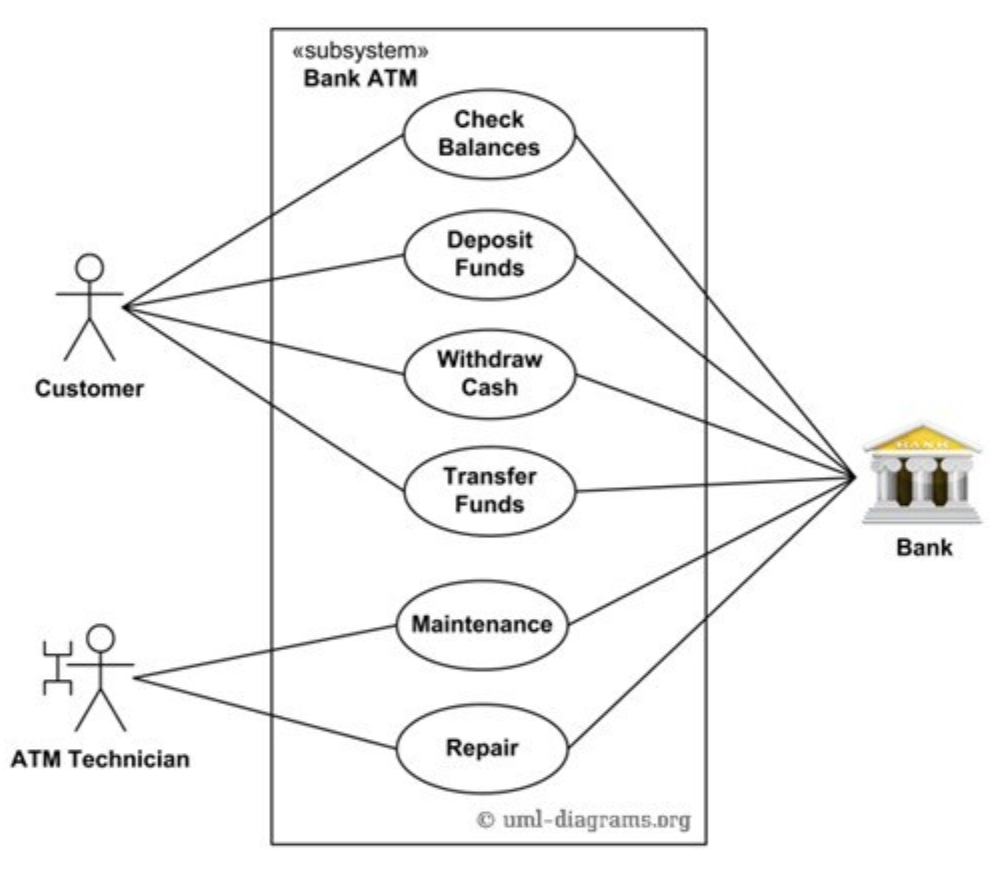 «subsystem»
Bank ATM
Check
Balances
Deposit
Funds
Withdraw
Cash
Customer
Transfer
Funds
BANK
Bank
Maintenance
ATM Technician
Repair
© uml-diagrams.org